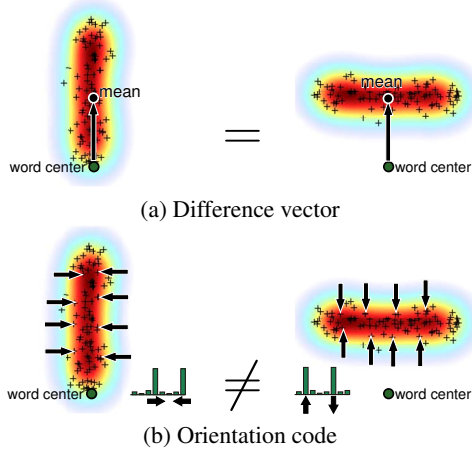 mean
mean
=
word center
word center
(a) Difference vector
≠
word center
word center
(b) Orientation code